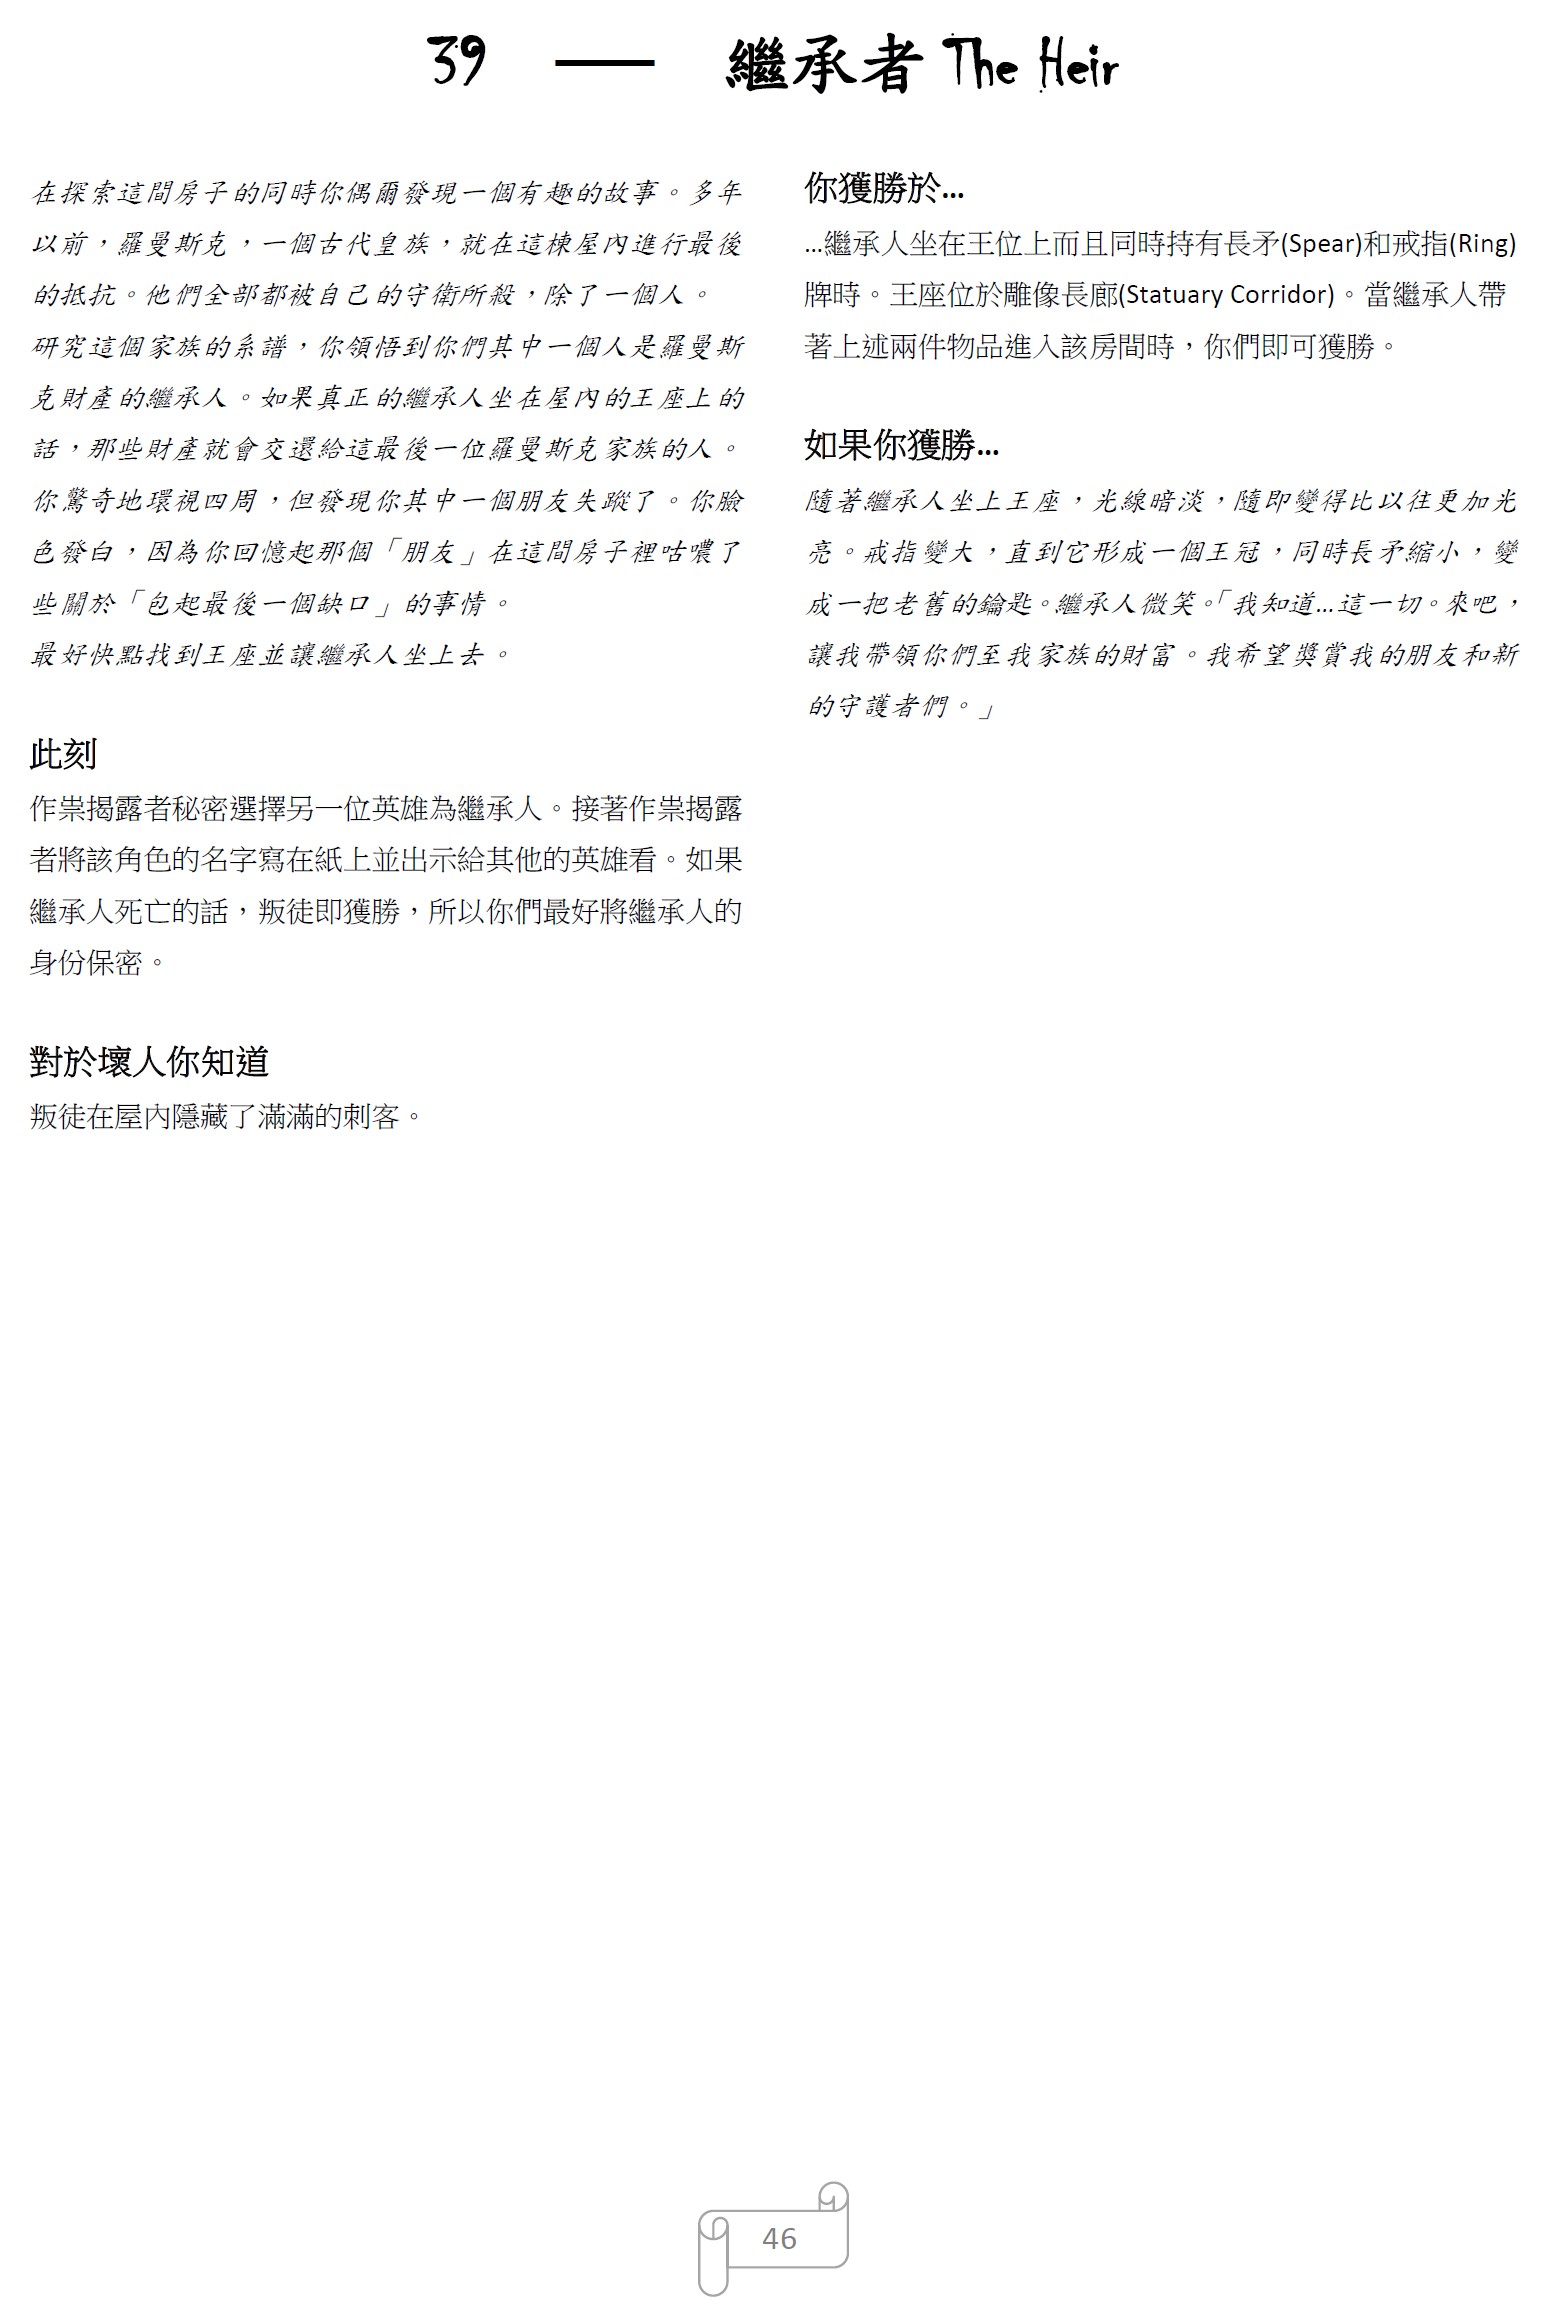 39 — 繼承者 The Heir
在探索這間房子的同時你偶爾發現一個有趣的故事。多年
以前，羅曼斯克，一個古代皇族，就在這棟屋內進行最後
的抵抗。他們全部都被自己的守衛所殺，除了一個人。
研究這個家族的系譜，你領悟到你們其中一個人是羅曼斯
克財產的繼承人。如果真正的繼承人坐在屋內的王座上的
話，那些財產就會交還給這最後一位羅曼斯克家族的人。
你驚奇地環視四周，但發現你其中一個朋友失蹤了。你臉
色發白，因為你回憶起那個「朋友」在這間房子裡咕噥了
些關於「包起最後一個缺口」的事情。
最好快點找到王座並讓繼承人坐上去。
此刻
作祟揭露者秘密選擇另一位英雄為繼承人。接著作祟揭露
者將該角色的名字寫在紙上並出示給其他的英雄看。如果
繼承人死亡的話，叛徒即獲勝，所以你們最好將繼承人的
身份保密。
對於壞人你知道
叛徒在屋內隱藏了滿滿的刺客。
你獲勝於...
...繼承人坐在王位上而且同時持有長矛(Spear)和戒指(Ring)
牌時。王座位於雕像長廊(Statuary Corridor)。當繼承人帶
著上述兩件物品進入該房間時，你們即可獲勝。
如果你獲勝...
隨著繼承人坐上王座，光線暗淡，隨即變得比以往更加光
亮。戒指變大，直到它形成一個王冠，同時長矛縮小，變
成一把老舊的鑰匙。繼承人微笑。「我知道...這一切。來吧，
讓我帶領你們至我家族的財富。我希望獎賞我的朋友和新
的守護者們。」
46